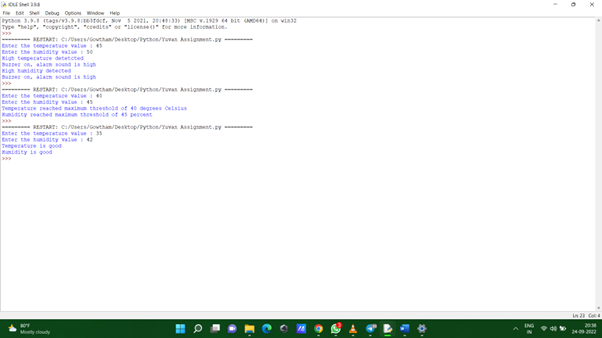 IDLE Shell 3.9.8
File Edit Shell Debug Options Window Help
Python 3.9.8 (tags/v3.9.8:bb3fdcf, Nov 5 2021, 20:48:33) [MSC v.1929 64 bit (AMD64)] on win32
Type "help", "copyright", "credits" or "license()" for more information.
>>>
========= RESTART: C:/Users/Gowtham/Desktop/Python/Yuvan Assignment.py =========
Enter the temperature value : 45
Enter the humidity value : 50
High temperature detetcted
Buzzer on, alarm sound is high
High humidity detected
Buzzer on, alarm sound is high
>>>
========= RESTART: C:/Users/Gowtham/Desktop/Python/Yuvan Assignment.py =========
Enter the temperature value : 40
Enter the humidity value : 45
Temperature reached maximum threshold of 40 degrees Celsius
Humidity reached maximum threshold of 45 percent
>>>
========= RESTART: C:/Users/Gowtham/Desktop/Python/Yuvan Assignment.py =========
Enter the temperature value : 35
Enter the humidity value : 42
Temperature is good
Humidity is good
>>>
Ln 23 Col 4
80°F
Mostly cloudy
ENG
IN
20:38
24-09-2022